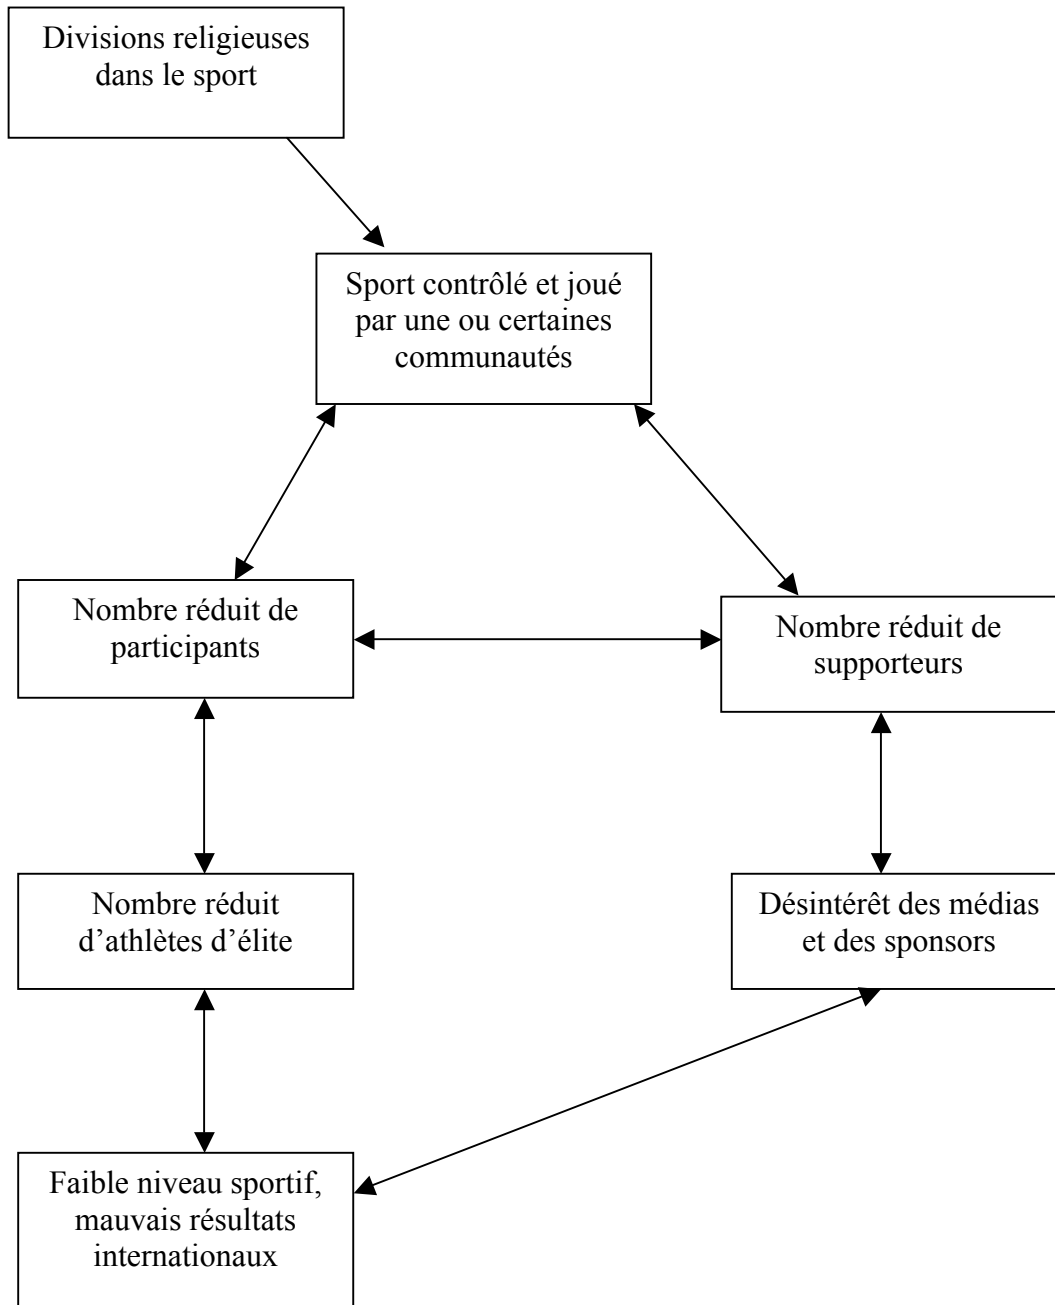 Divisions religieuses
dans le sport
Sport contrôlé et joué
par une ou certaines
communautés
Nombre réduit de
participants
Nombre réduit de
supporteurs
Nombre réduit
d’athlètes d’élite
Désintérêt des médias
et des sponsors
Faible niveau sportif,
mauvais résultats
internationaux